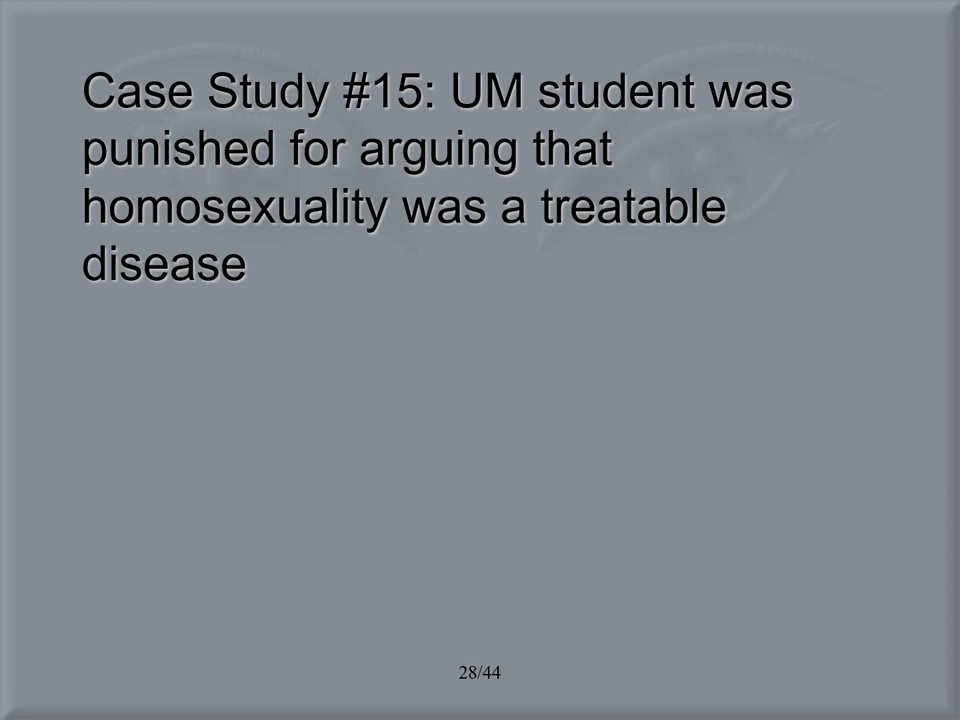 Case Study #15: UM student was
punished for arguing that
homosexuality was a treatable
disease
28/44